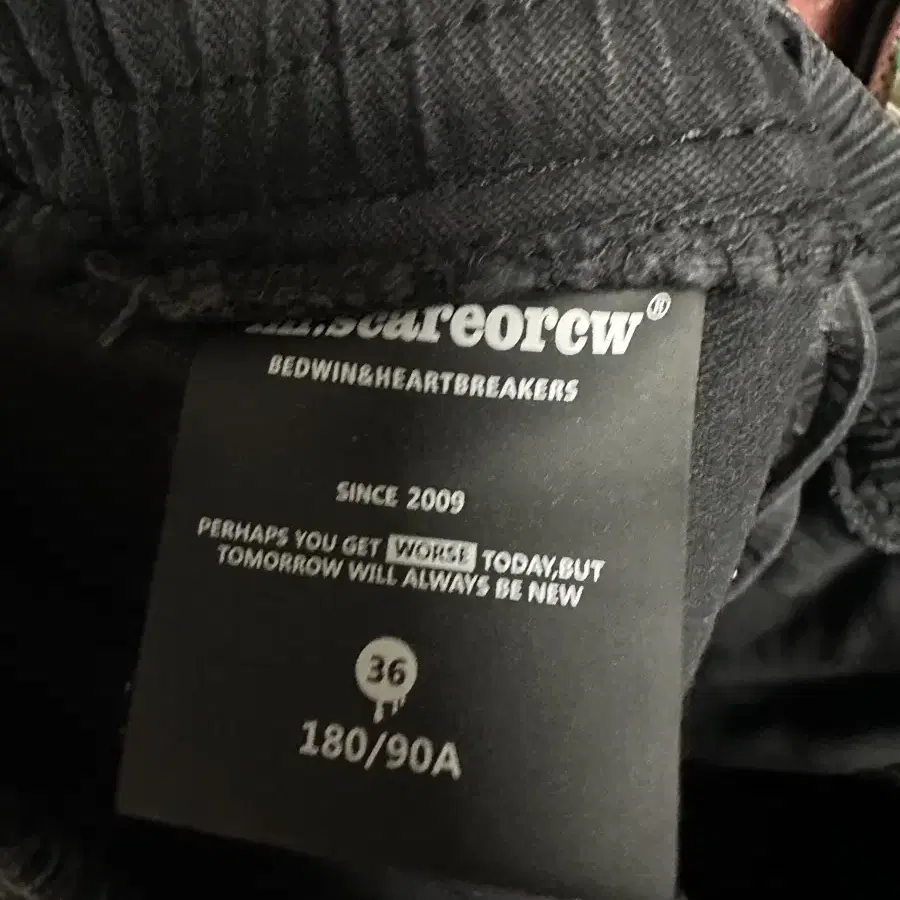 .scareorcw®
BEDWIN&HEARTBREAKERS
SINCE 2009
PERHAPS YOU GET WORSE TODAY,BUT
TOMORROW WILL ALWAYS BE NEW
36
180/90A